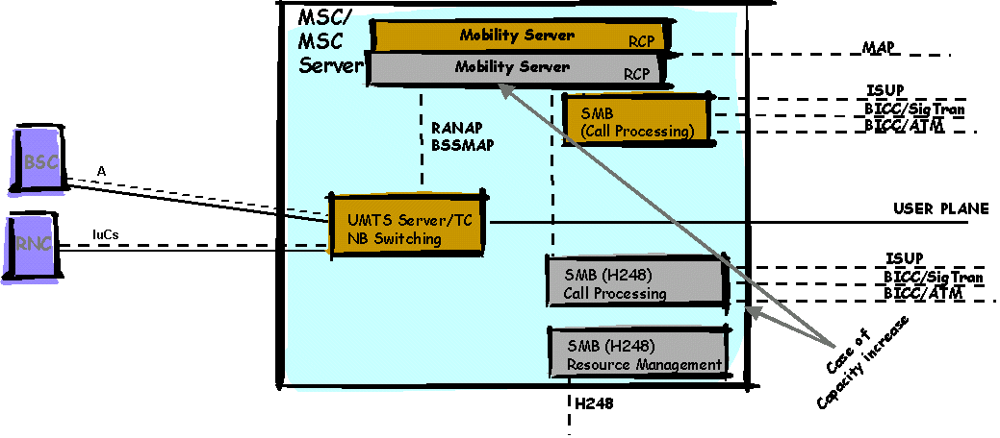 MSC/
MSC
Server
Mobility Server
RCP
Mobility Server
RCP
MAP
SMB
(Call Processing)
ISUP
BICC/SigTran
BICC/ATM
RANAP
BSSMAP
BSC
A
UMTS Server/TC
NB Switching
USER PLANE
RNC
IuCs
SMB (H248)
Call Processing
ISUP
BICC/SigTran
BICC/ATM
SMB (H248)
Resource Management
Case of
Capacity increase
H248